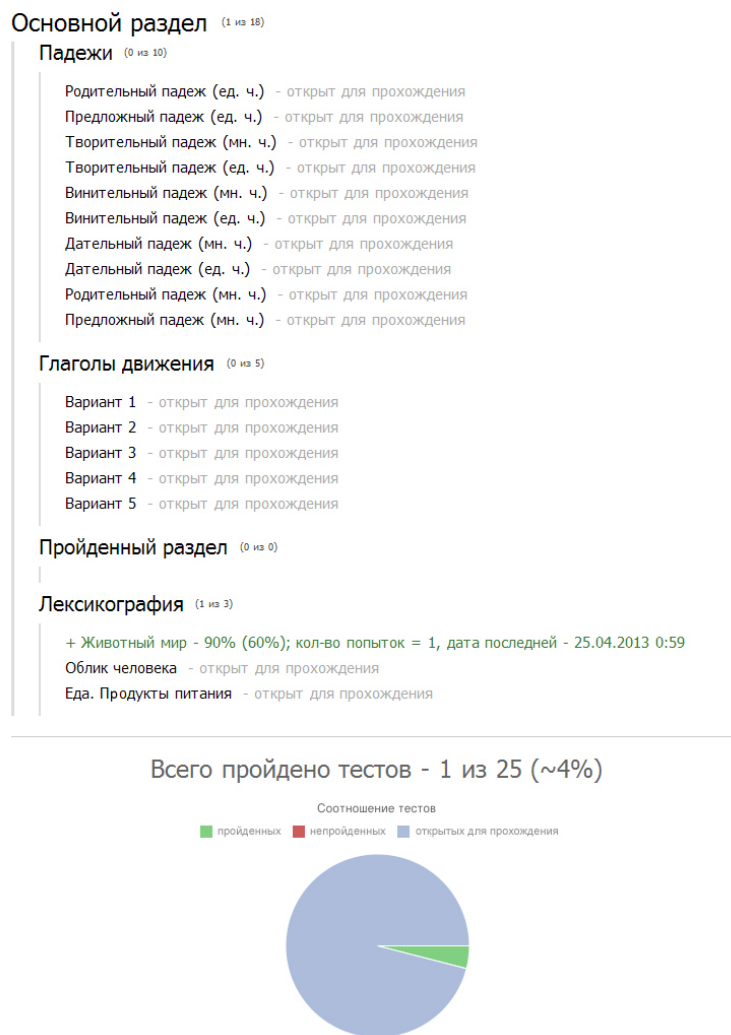 Основной раздел (1 из 18)
Падежи (0 из 10)
Родительный падеж (ед. ч.) - открыт для прохождения
Предложный падеж (ед. ч.) - открыт для прохождения
Творительный падеж (мн. ч.) - открыт для прохождения
Творительный падеж (ед. ч.) - открыт для прохождения
Винительный падеж (мн. ч.) - открыт для прохождения
Винительный падеж (ед. ч.) - открыт для прохождения
Дательный падеж (мн. ч.) - открыт для прохождения
Дательный падеж (ед. ч.) - открыт для прохождения
Родительный падеж (мн. ч.) - открыт для прохождения
Предложный падеж (мн. ч.) - открыт для прохождения
Глаголы движения (0 из 5)
Вариант 1 - открыт для прохождения
Вариант 2 - открыт для прохождения
Вариант 3 - открыт для прохождения
Вариант 4 - открыт для прохождения
Вариант 5 - открыт для прохождения
Пройденный раздел (0 из 0)
Лексикография (1 из 3)
+ Животный мир - 90% (60%); кол-во попыток = 1, дата последней - 25.04.2013 0:59
Облик человека - открыт для прохождения
Еда. Продукты питания - открыт для прохождения
Всего пройдено тестов - 1 из 25 (~4%)
Соотношение тестов
пройденных непройденных открытых для прохождения